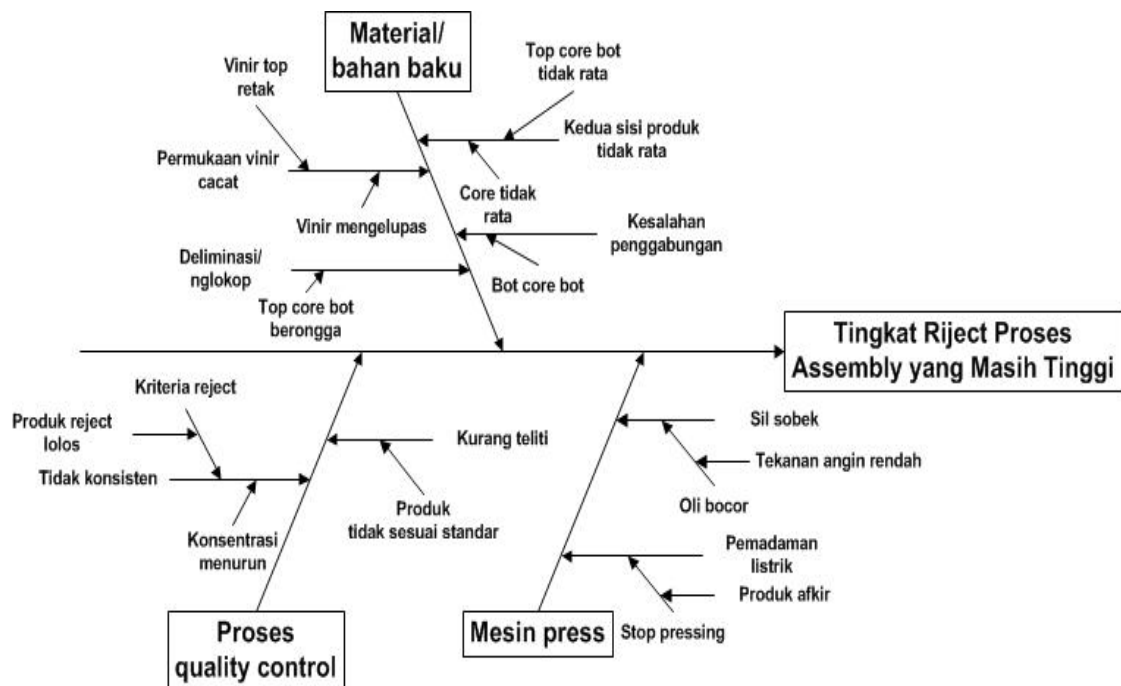 Material/
bahan baku
Top core bot
tidak rata
Vinir top
retak
Kedua sisi produk
tidak rata
Permukaan vinir
cacat
Core tidak
rata
Vinir mengelupas
Kesalahan
penggabungan
Deliminasi/
nglokop
Bot core bot
Top core bot
berongga
Tingkat Riject Proses
Assembly yang Masih Tinggi
Kriteria reject
Produk reject
lolos
Kurang teliti
Sil sobek
Tidak konsisten
Tekanan angin rendah
Produk
tidak sesuai standar
Oli bocor
Konsentrasi
menurun
Pemadaman
listrik
Produk afkir
Stop pressing
Proses
quality control
Mesin press